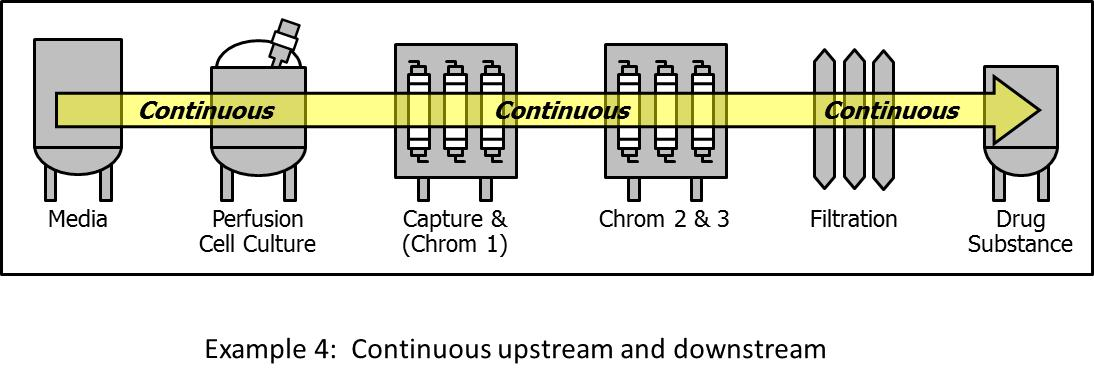 Continuous Continuous Continuous
Media
Perfusion
Cell Culture
Capture &
(Chrom 1)
Chrom 2 & 3
Filtration
Drug
Substance
Example 4:  Continuous upstream and downstream